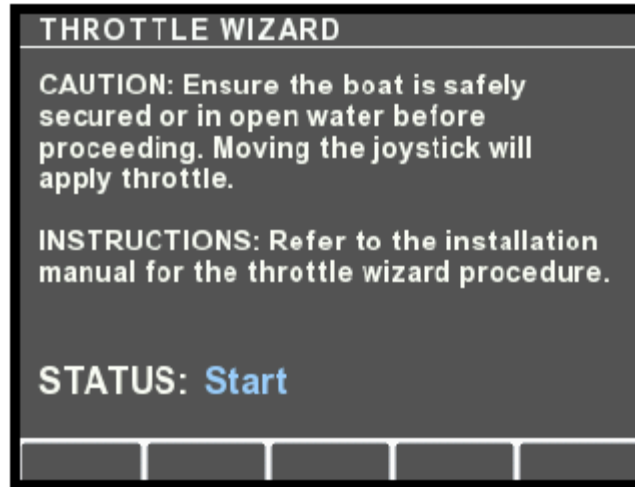 THROTTLE WIZARD
CAUTION: Ensure the boat is safely
secured or in open water before
proceeding. Moving the joystick will
apply throttle.
INSTRUCTIONS: Refer to the installation
manual for the throttle wizard procedure.
STATUS: Start